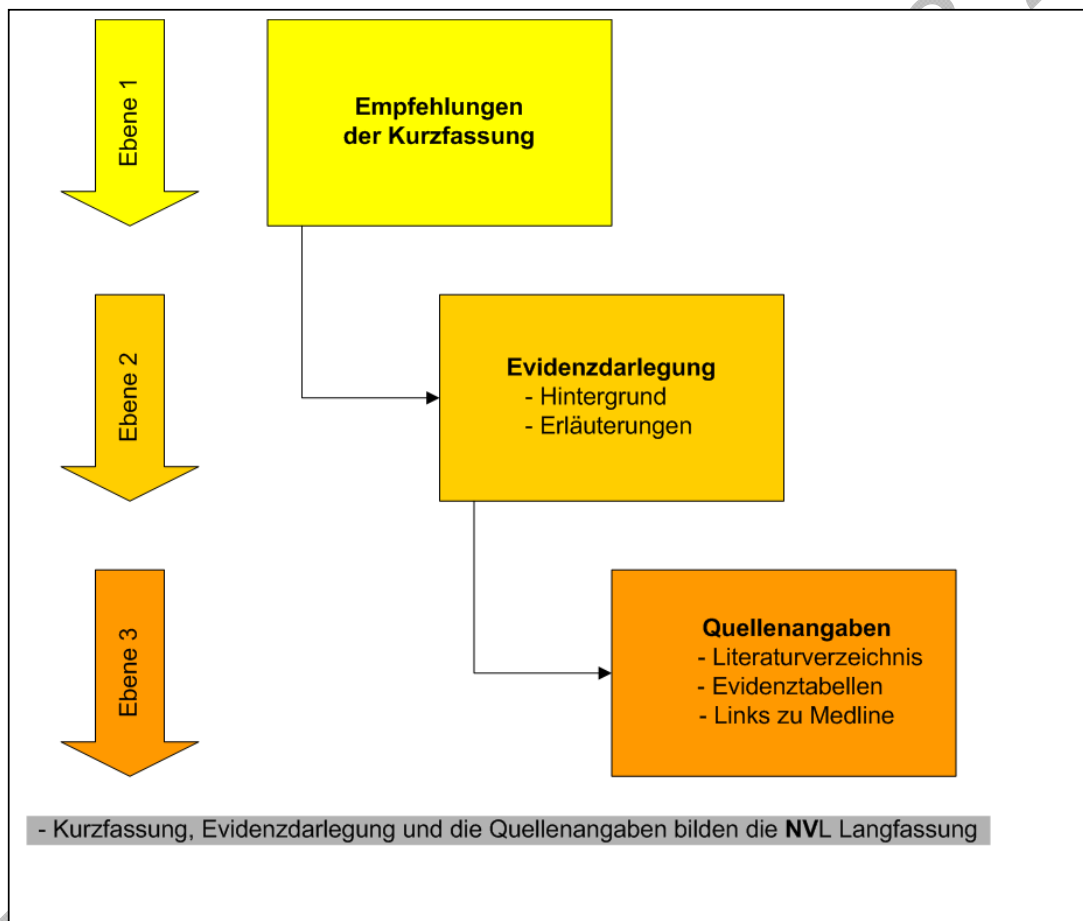 Ebene 1
Empfehlungen
der Kurzfassung
Ebene 2
Evidenzdarlegung
- Hintergrund
- Erläuterungen
Ebene 3
Quellenangaben
- Literaturverzeichnis
- Evidenztabellen
- Links zu Medline
- Kurzfassung, Evidenzdarlegung und die Quellenangaben bilden die NVL Langfassung